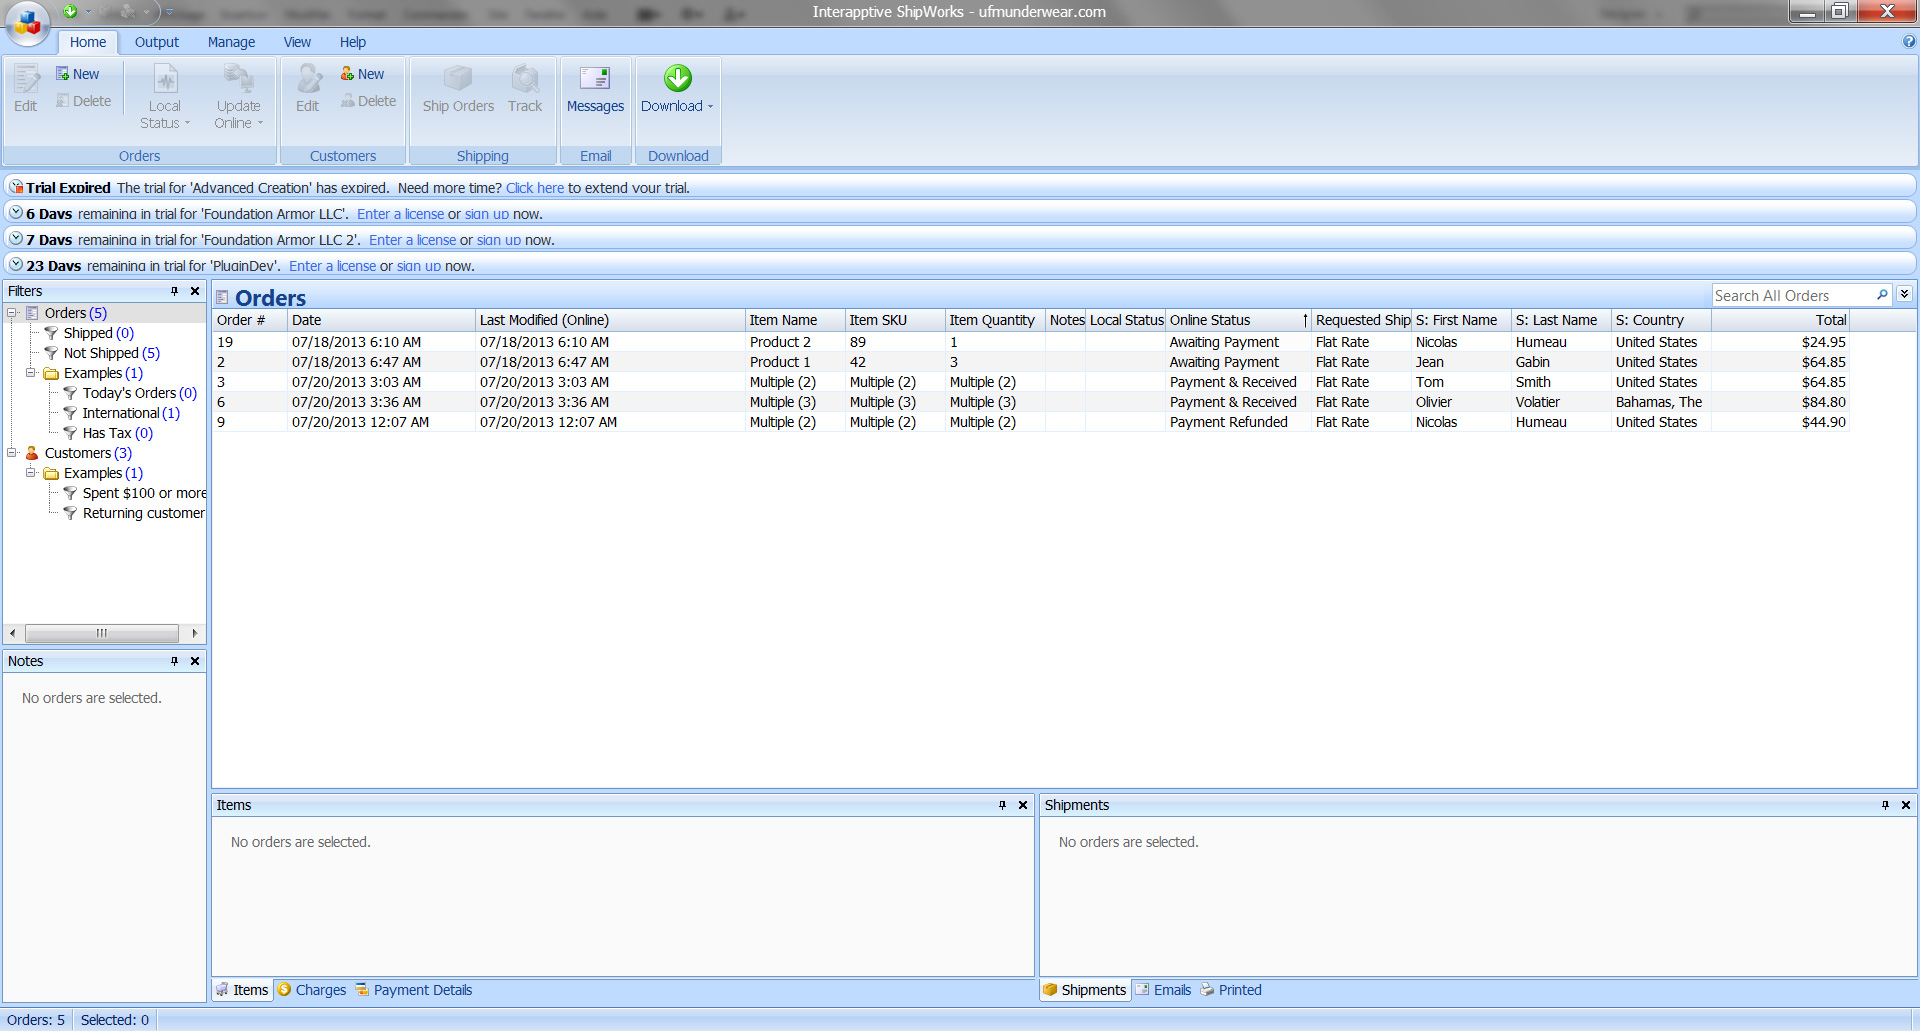 Interapptive ShipWorks - ufmunderwear.com
Home Output Manage View Help
Edit New Delete Local Status Update Online Edit New Delete Ship Orders Track Messages Download
Orders Customers Shipping Email Download
Trial Expired The trial for 'Advanced Creation' has expired. Need more time? Click here to extend your trial.
6 Days remaining in trial for 'Foundation Armor LLC'. Enter a license or sign up now.
7 Days remaining in trial for 'Foundation Armor LLC 2'. Enter a license or sign up now.
23 Days remaining in trial for 'PluginDev'. Enter a license or sign up now.
Filters
Orders (5)
Shipped (0)
Not Shipped (5)
Examples (1)
Today's Orders (0)
International (1)
Has Tax (0)
Customers (3)
Examples (1)
Spent $100 or more
Returning customer
Notes
No orders are selected.
Orders
Search All Orders
Order # Date Last Modified (Online) Item Name Item SKU Item Quantity Notes Local Status Online Status Requested Ship S: First Name S: Last Name S: Country Total
19 07/18/2013 6:10 AM 07/18/2013 6:10 AM Product 2 89 1 Awaiting Payment Flat Rate Nicolas Humeau United States $24.95
2 07/18/2013 6:47 AM 07/18/2013 6:47 AM Product 1 42 3 Awaiting Payment Flat Rate Jean Gabin United States $64.85
3 07/20/2013 3:03 AM 07/20/2013 3:03 AM Multiple (2) Multiple (2) Multiple (2) Payment & Received Flat Rate Tom Smith United States $64.85
6 07/20/2013 3:36 AM 07/20/2013 3:36 AM Multiple (3) Multiple (3) Multiple (3) Payment & Received Flat Rate Olivier Volatier Bahamas, The $84.80
9 07/20/2013 12:07 AM 07/20/2013 12:07 AM Multiple (2) Multiple (2) Multiple (2) Payment Refunded Flat Rate Nicolas Humeau United States $44.90
Items
No orders are selected.
Items Charges Payment Details
Shipments
No orders are selected.
Shipments Emails Printed
Orders: 5 Selected: 0